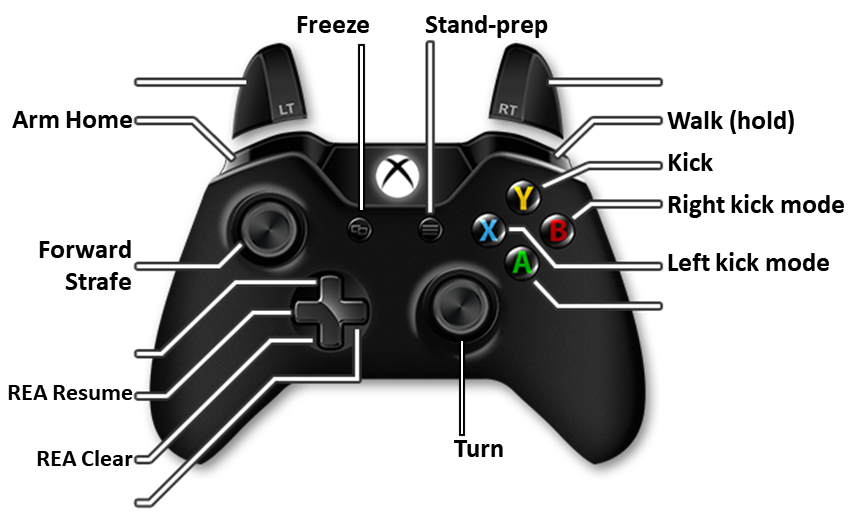 Freeze
Stand-prep
LT
RT
Arm Home
Walk (hold)
Kick
Y
Right kick mode
X
B
Forward
Strafe
Left kick mode
A
REA Resume
REA Clear
Turn